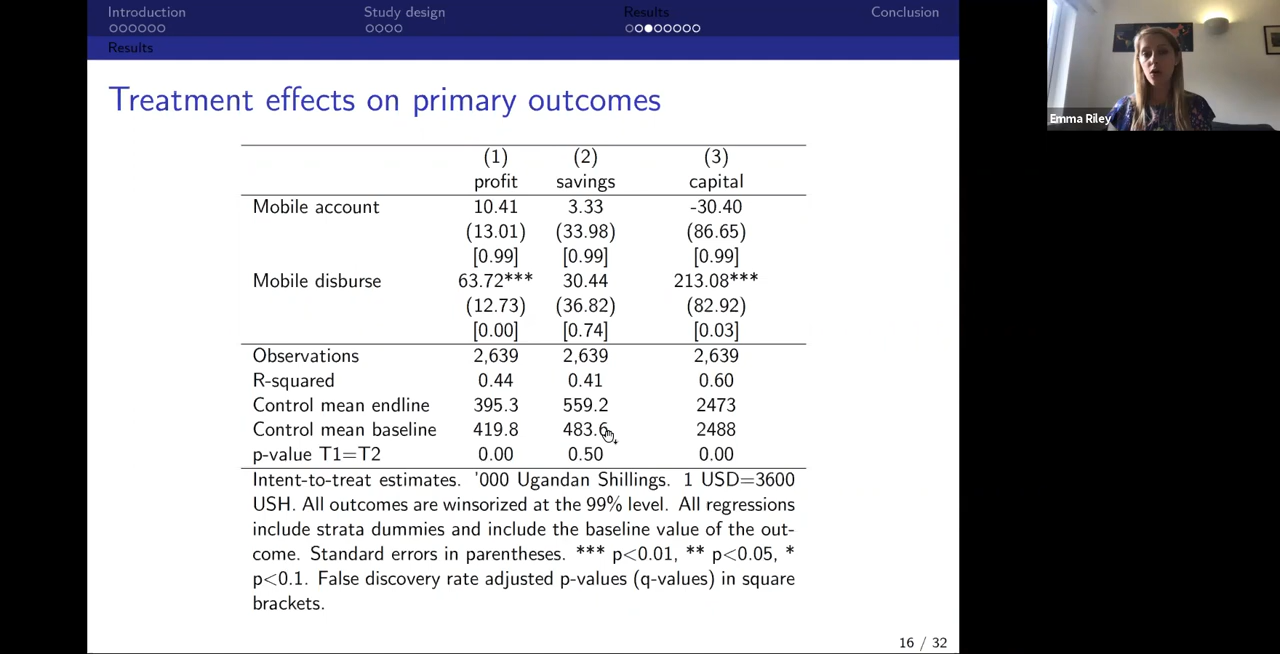 Introduction Study design Results Conclusion
Results
Emma Riley
Treatment effects on primary outcomes
(1) (2) (3)
profit savings capital
Mobile account 10.41 3.33 -30.40
(13.01) (33.98) (86.65)
[0.99] [0.99] [0.99]
Mobile disburse 63.72*** 30.44 213.08***
(12.73) (36.82) (82.92)
[0.00] [0.74] [0.03]
Observations 2,639 2,639 2,639
R-squared 0.44 0.41 0.60
Control mean endline 395.3 559.2 2473
Control mean baseline 419.8 483.6 2488
p-value T1=T2 0.00 0.50 0.00
Intent-to-treat estimates. '000 Ugandan Shillings. 1 USD=3600
USH. All outcomes are winsorized at the 99% level. All regressions
include strata dummies and include the baseline value of the out-
come. Standard errors in parentheses. *** p<0.01, ** p<0.05, *
p<0.1. False discovery rate adjusted p-values (q-values) in square
brackets.
16 / 32